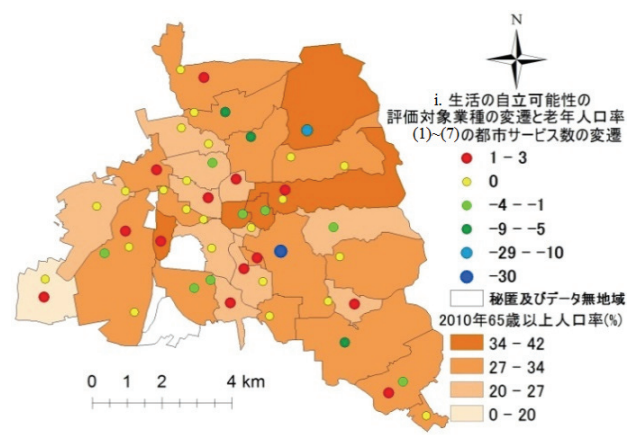 N
i. 生活の自立可能性の
評価対象業種の変遷と老年人口率
(1)~(7)の都市サービス数の変遷
1 - 3
0
-4 - -1
-9 - -5
-29 - -10
-30
秘匿及びデータ無地域
2010年65歳以上人口率(%)
34 - 42
27 - 34
20 - 27
0 - 20
0 1 2 4 km